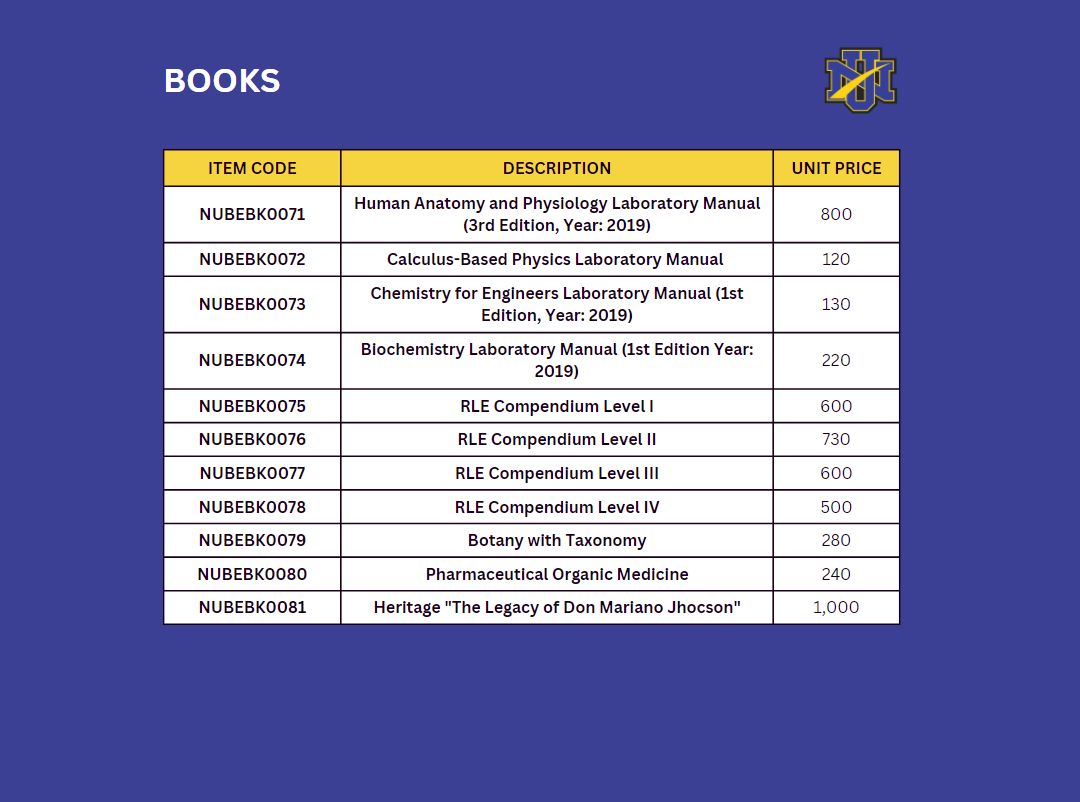 BOOKS
NU
ITEM CODE DESCRIPTION UNIT PRICE
NUBEBK0071 Human Anatomy and Physiology Laboratory Manual
(3rd Edition, Year: 2019) 800
NUBEBK0072 Calculus-Based Physics Laboratory Manual 120
NUBEBK0073 Chemistry for Engineers Laboratory Manual (1st
Edition, Year: 2019) 130
NUBEBK0074 Biochemistry Laboratory Manual (1st Edition Year:
2019) 220
NUBEBK0075 RLE Compendium Level I 600
NUBEBK0076 RLE Compendium Level II 730
NUBEBK0077 RLE Compendium Level III 600
NUBEBK0078 RLE Compendium Level IV 500
NUBEBK0079 Botany with Taxonomy 280
NUBEBK0080 Pharmaceutical Organic Medicine 240
NUBEBK0081 Heritage "The Legacy of Don Mariano Jhocson" 1,000